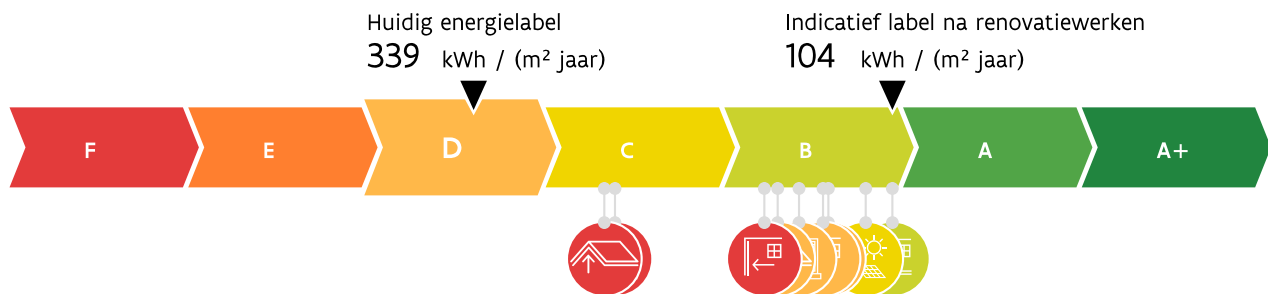 Huidig energielabel
339 kWh / (m² jaar)
Indicatief label na renovatiewerken
104 kWh / (m² jaar)
F E D C B A A+